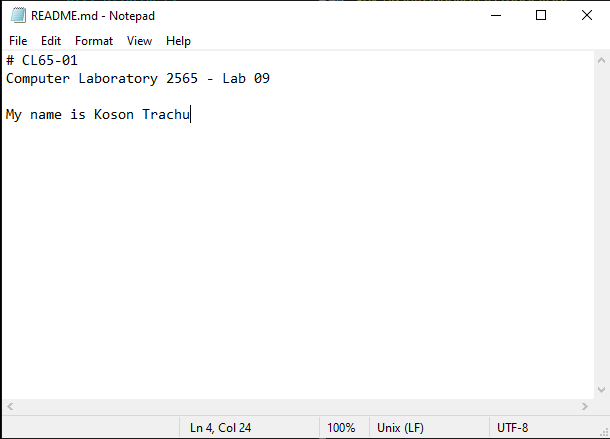 README.md - Notepad
File Edit Format View Help
# CL65-01
Computer Laboratory 2565 - Lab 09
My name is Koson Trachu
Ln 4, Col 24 100% Unix (LF) UTF-8